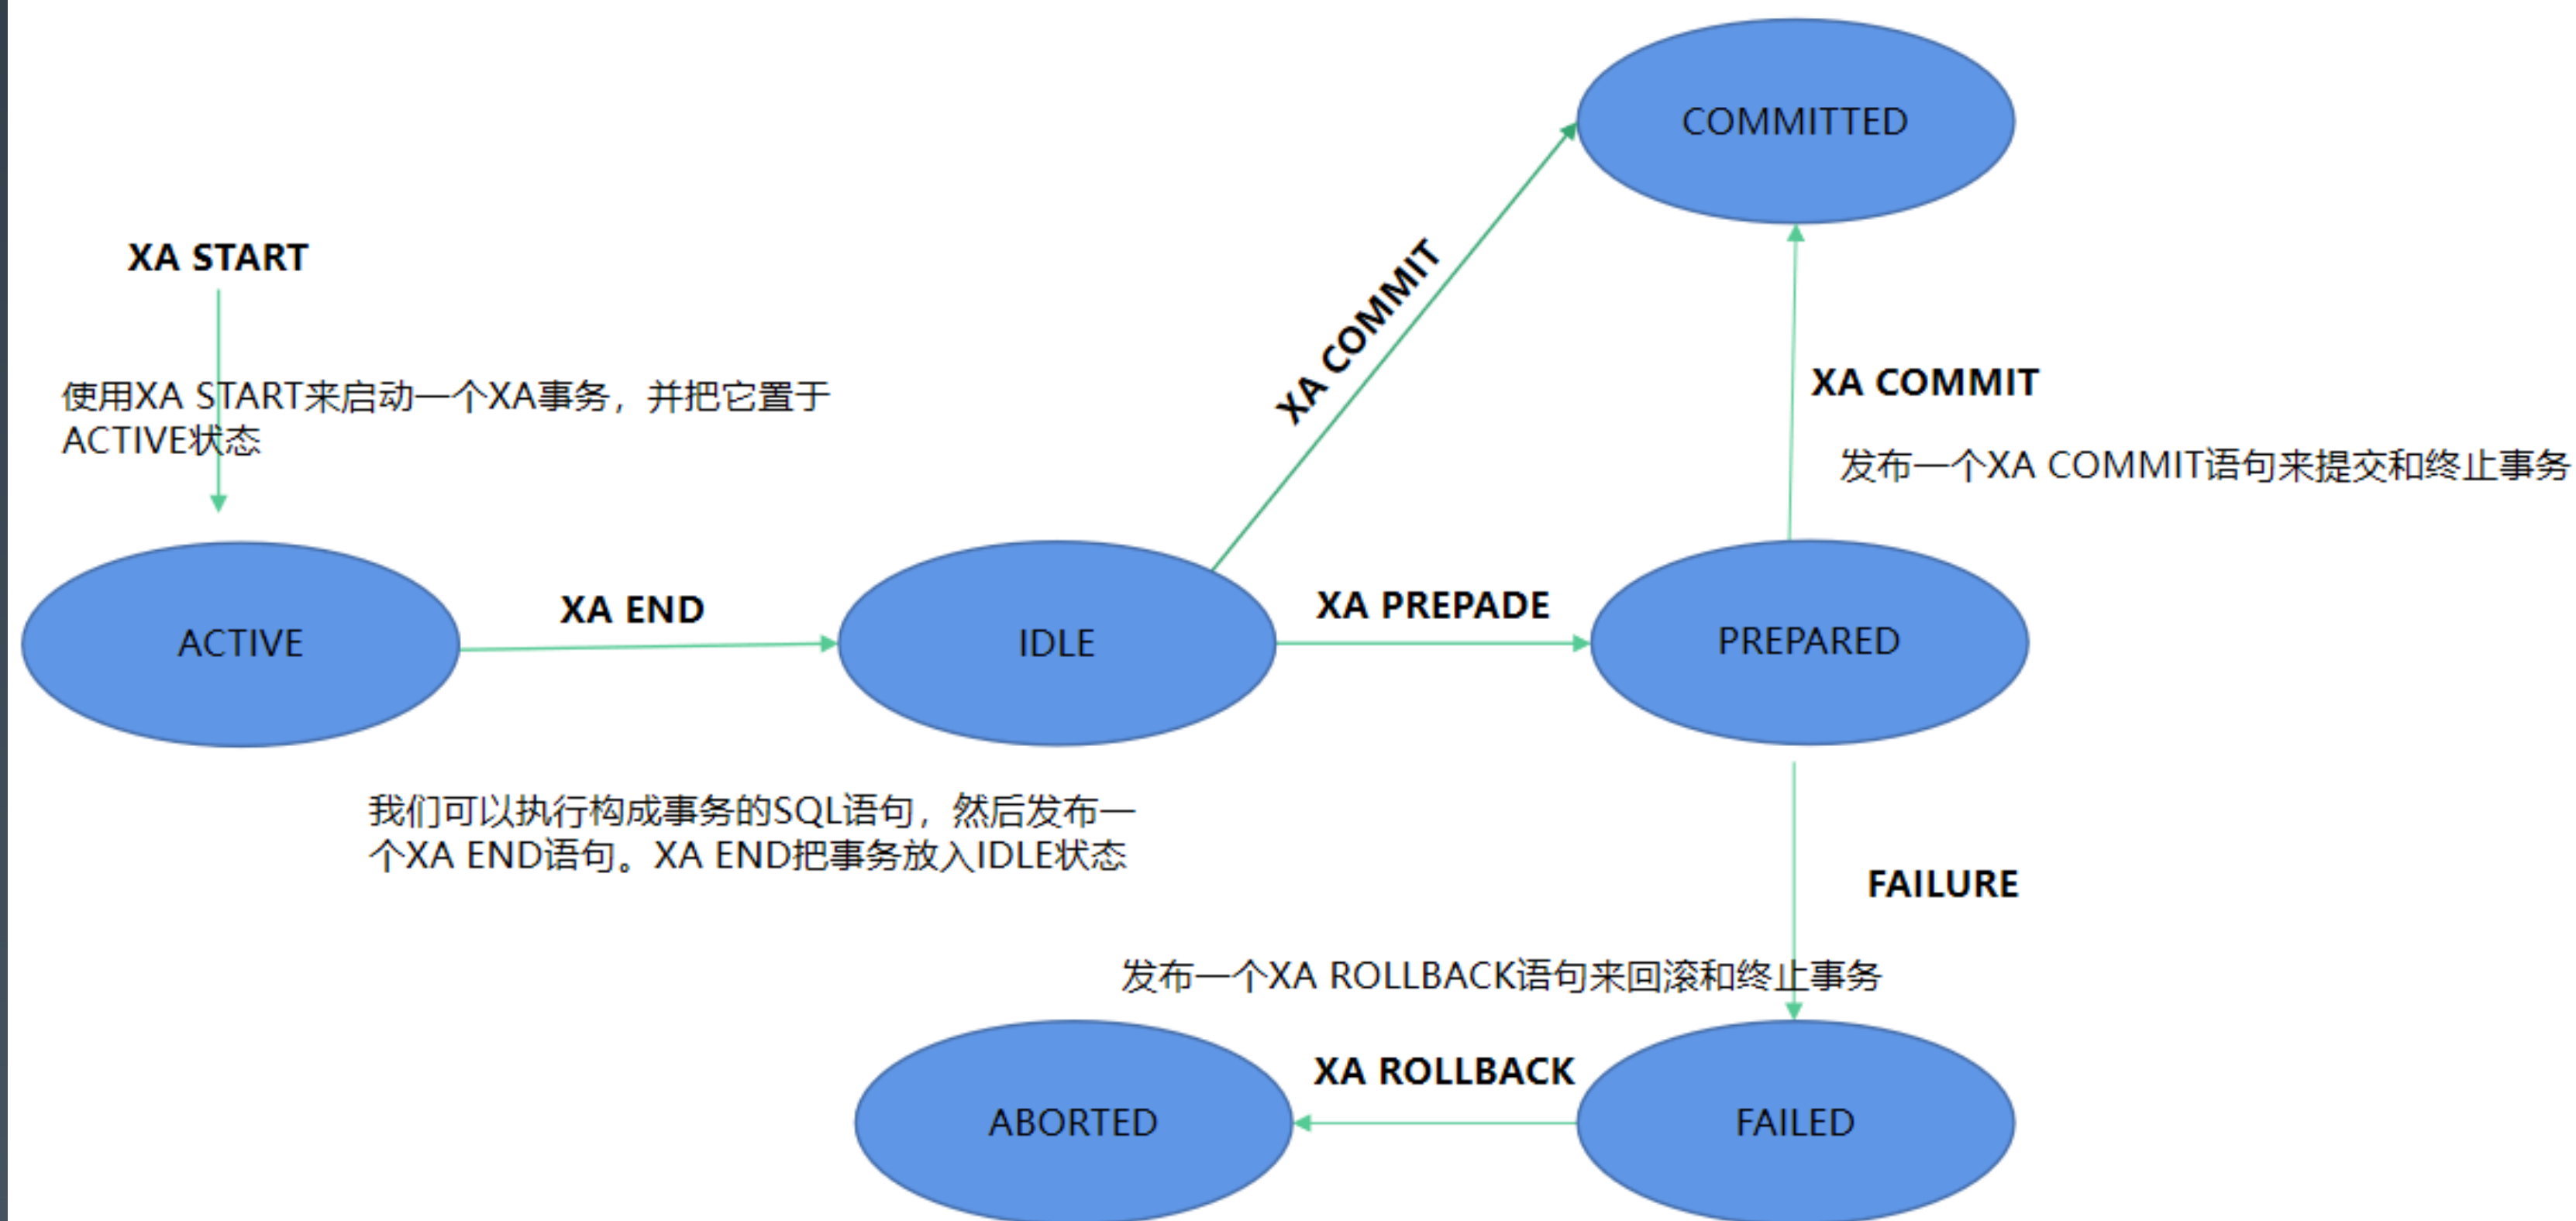 COMMITTED
XA START
XA COMMIT
XA COMMIT
使用XA START来启动一个XA事务，并把它置于
ACTIVE状态
发布一个XA COMMIT语句来提交和终止事务
XA END
XA PREPADE
ACTIVE
IDLE
PREPARED
我们可以执行构成事务的SQL语句，然后发布一
个XA END语句。XA END把事务放入IDLE状态
FAILURE
发布一个XA ROLLBACK语句来回滚和终止事务
XA ROLLBACK
ABORTED
FAILED